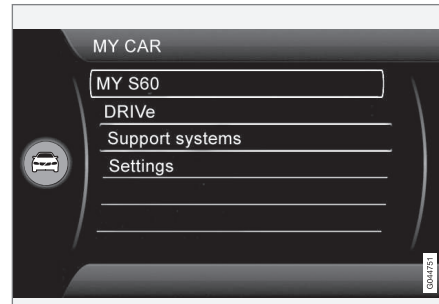 MY CAR
MY S60
DRIVe
Support systems
Settings
G044751